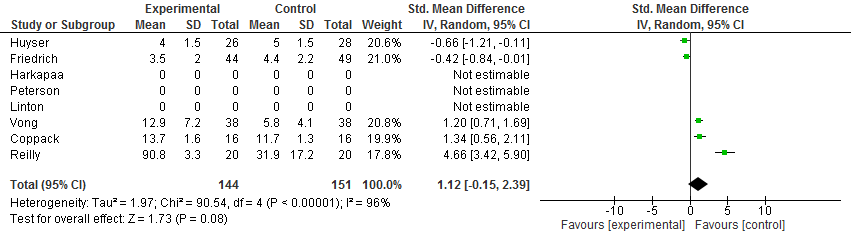 Experimental Control Std. Mean Difference Std. Mean Difference
Study or Subgroup Mean SD Total Mean SD Total Weight IV, Random, 95% CI IV, Random, 95% CI
Huyser 4 1.5 26 5 1.5 28 20.6% -0.66 [-1.21, -0.11]
Friedrich 3.5 2 44 4.4 2.2 49 21.0% -0.42 [-0.84, -0.01]
Harkapaa 0 0 0 0 0 0 Not estimable
Peterson 0 0 0 0 0 0 Not estimable
Linton 0 0 0 0 0 0 Not estimable
Vong 12.9 7.2 38 5.8 4.1 38 20.8% 1.20 [0.71, 1.69]
Coppack 13.7 1.6 16 11.7 1.3 16 19.9% 1.34 [0.56, 2.11]
Reilly 90.8 3.3 20 31.9 17.2 20 17.8% 4.66 [3.42, 5.90]
Total (95% CI) 144 151 100.0% 1.12 [-0.15, 2.39]
Heterogeneity: Tau² = 1.97; Chi² = 90.54, df = 4 (P < 0.00001); I² = 96%
Test for overall effect: Z = 1.73 (P = 0.08)
-10 -5 0 5 10
Favours [experimental] Favours [control]